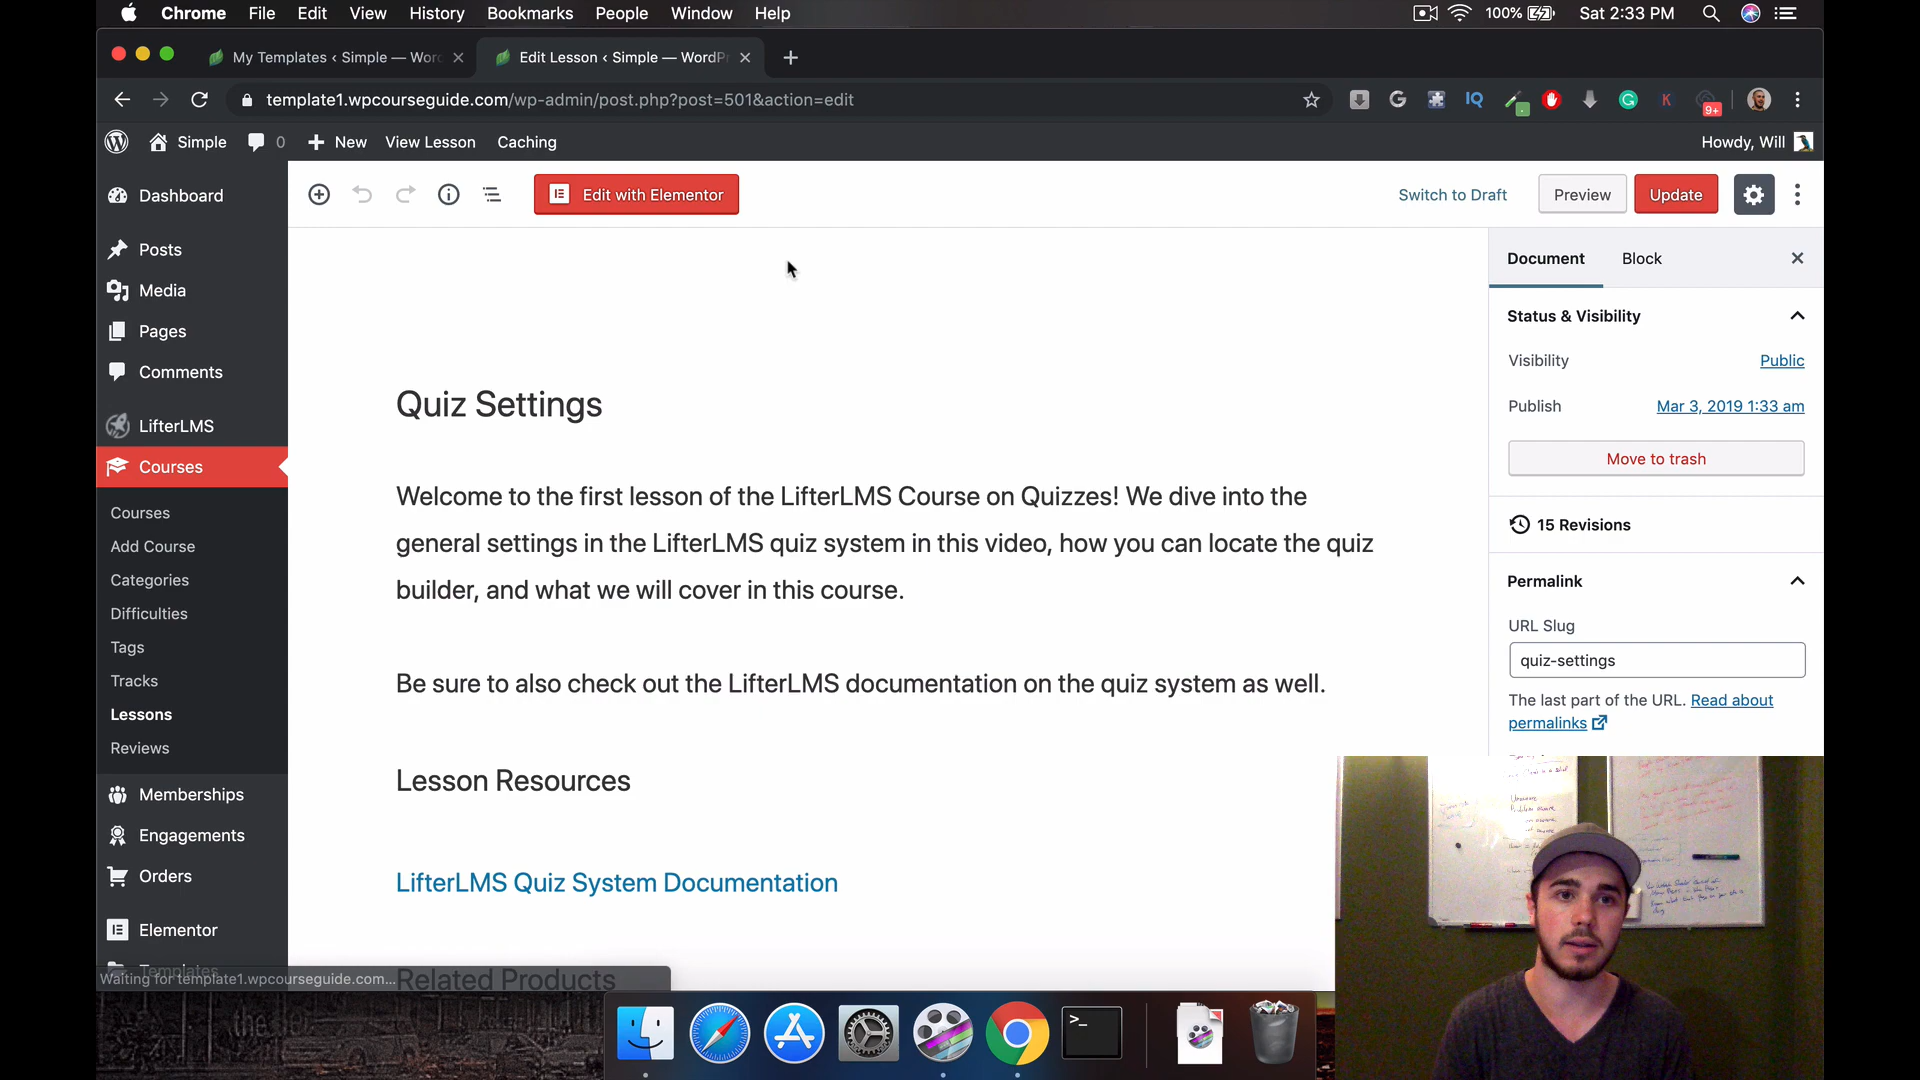 Chrome File Edit View History Bookmarks People Window Help 100% Sat 2:33 PM
My Templates ‹ Simple — Wor
Edit Lesson ‹ Simple — WordPr
template1.wpcourseguide.com/wp-admin/post.php?post=501&action=edit
9+
Simple 0 New View Lesson Caching Howdy, Will
Dashboard
Posts
Media
Pages
Comments
LifterLMS
Courses
Courses
Add Course
Categories
Difficulties
Tags
Tracks
Lessons
Reviews
Memberships
Engagements
Orders
Elementor
Templates
Waiting for template1.wpcourseguide.com...
Edit with Elementor
Switch to Draft Preview Update
Quiz Settings
Welcome to the first lesson of the LifterLMS Course on Quizzes! We dive into the
general settings in the LifterLMS quiz system in this video, how you can locate the quiz
builder, and what we will cover in this course.
Be sure to also check out the LifterLMS documentation on the quiz system as well.
Lesson Resources
LifterLMS Quiz System Documentation
Related Products
Document Block
Status & Visibility
Visibility Public
Publish Mar 3, 2019 1:33 am
Move to trash
15 Revisions
Permalink
URL Slug
quiz-settings
The last part of the URL. Read about
permalinks